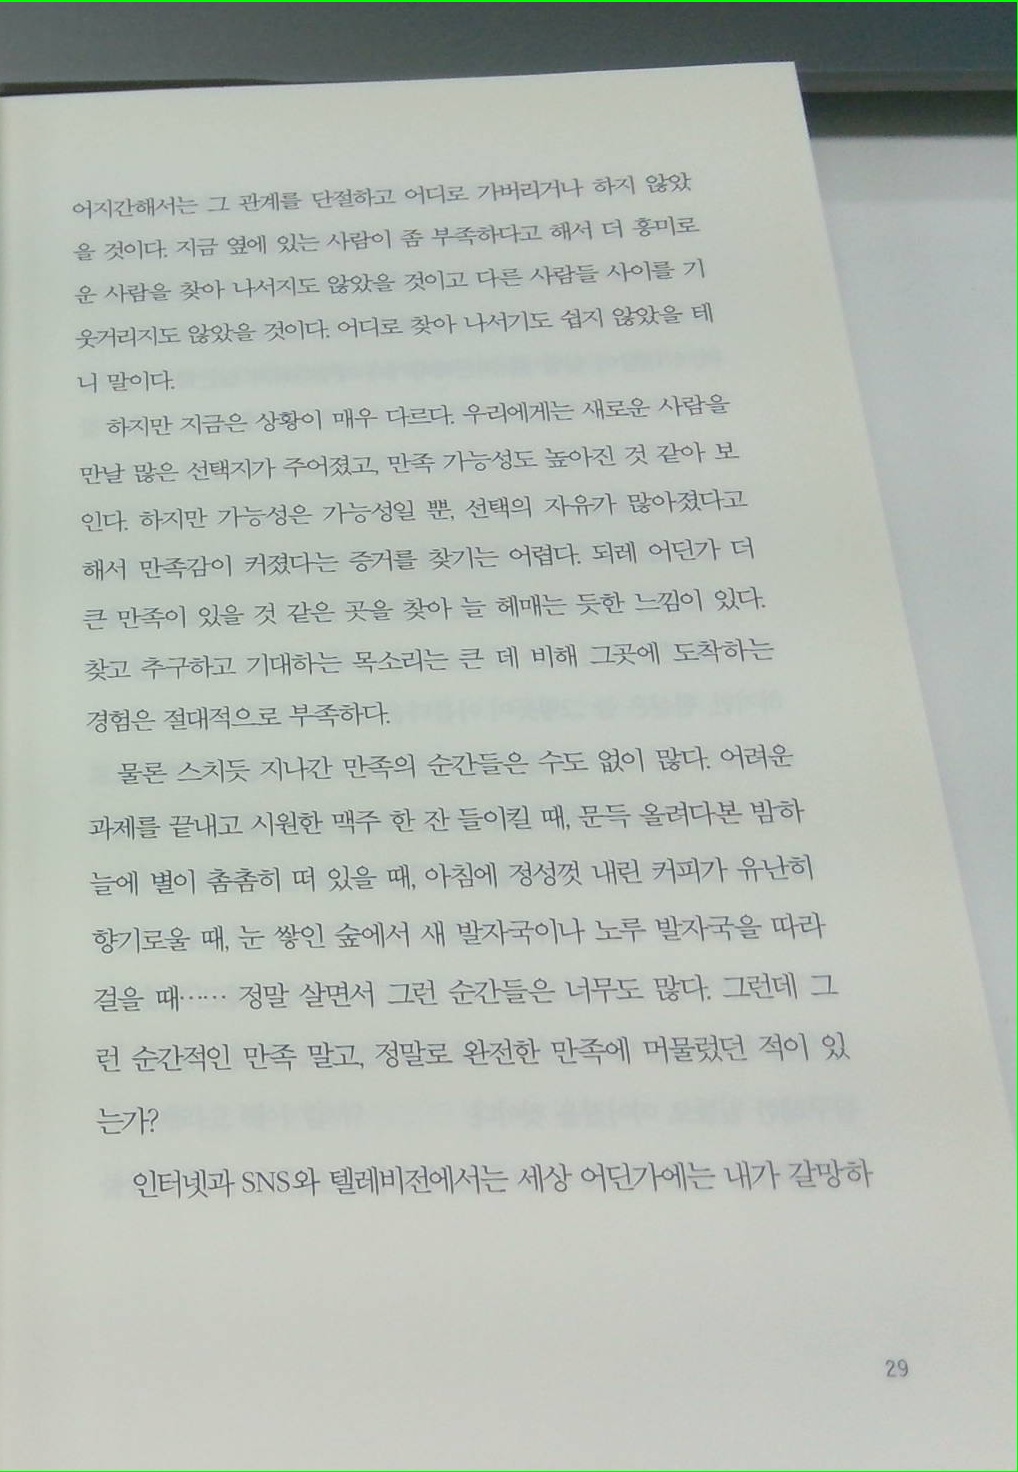 어지간해서는 그 관계를 단절하고 어디로 가버리거나 하지 않았
을 것이다. 지금 옆에 있는 사람이 좀 부족하다고 해서 더 흥미로
운 사람을 찾아 나서지도 않았을 것이고 다른 사람들 사이를 기
웃거리지도 않았을 것이다. 어디로 찾아 나서기도 쉽지 않았을 테
니 말이다.
하지만 지금은 상황이 매우 다르다. 우리에게는 새로운 사람을
만날 많은 선택지가 주어졌고, 만족 가능성도 높아진 것 같아 보
인다. 하지만 가능성은 가능성일 뿐, 선택의 자유가 많아졌다고
해서 만족감이 커졌다는 증거를 찾기는 어렵다. 되레 어딘가 더
큰 만족이 있을 것 같은 곳을 찾아 늘 헤매는 듯한 느낌이 있다.
찾고 추구하고 기대하는 목소리는 큰 데 비해 그곳에 도착하는
경험은 절대적으로 부족하다.
물론 스치듯 지나간 만족의 순간들은 수도 없이 많다. 어려운
과제를 끝내고 시원한 맥주 한 잔 들이킬 때, 문득 올려다본 밤하
늘에 별이 촘촘히 떠 있을 때, 아침에 정성껏 내린 커피가 유난히
향기로울 때, 눈 쌓인 숲에서 새 발자국이나 노루 발자국을 따라
걸을 때…… 정말 살면서 그런 순간들은 너무도 많다. 그런데 그
런 순간적인 만족 말고, 정말로 완전한 만족에 머물렀던 적이 있
는가?
인터넷과 SNS와 텔레비전에서는 세상 어딘가에는 내가 갈망하
29